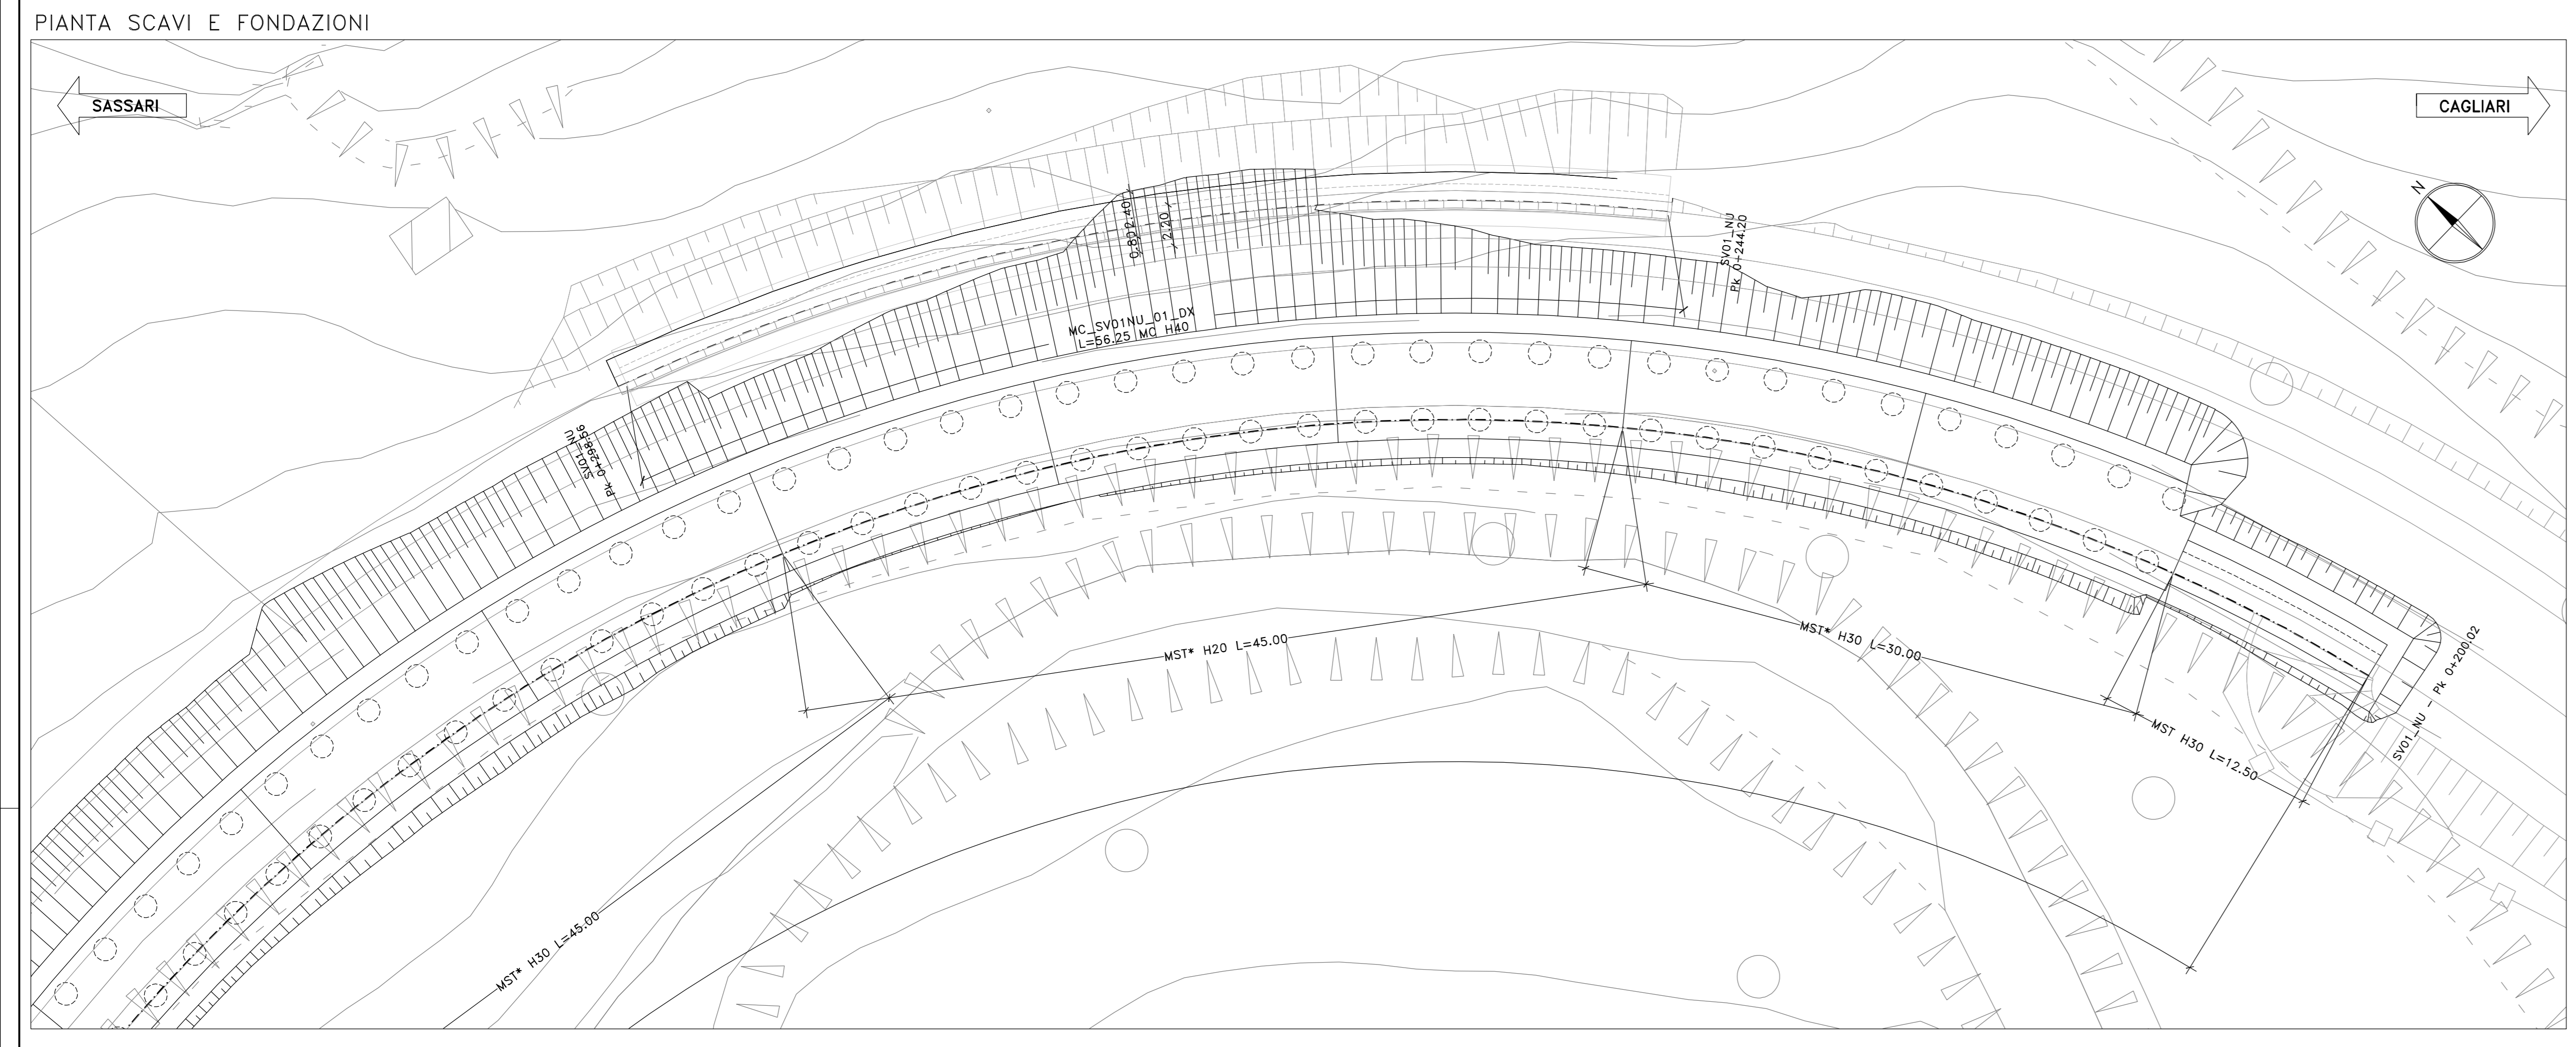 PIANTA SCAVI E FONDAZIONI
SASSARI
CAGLIARI
N
0.80
2.40
2.20
SV01_NU
Pk 0+244.20
MC_SV01NU_01_DX
L=56.25 MC H40
SV01_NU
Pk 0+298.56
MST* H20 L=45.00
MST* H30 L=30.00
MST H30 L=12.50
SV01_NU - Pk 0+200.02
MST* H30 L=45.00